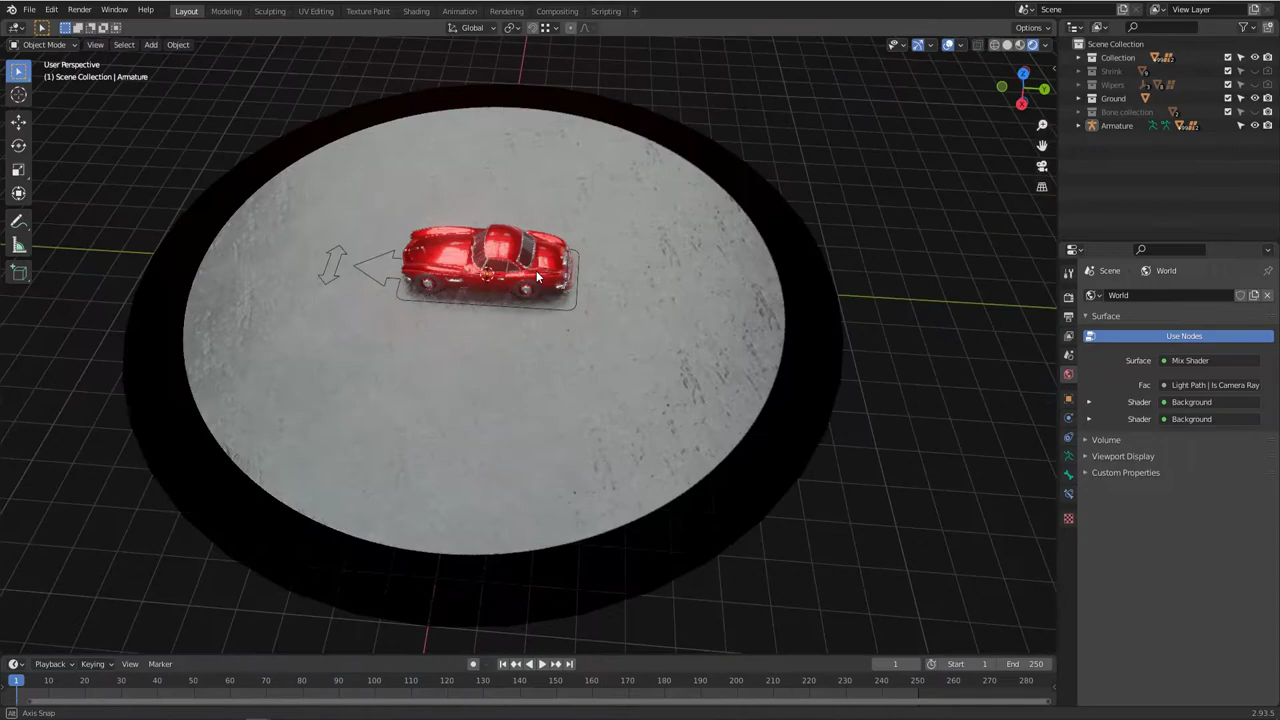 File Edit Render Window Help Layout Modeling Sculpting UV Editing Texture Paint Shading Animation Rendering Compositing Scripting + Scene View Layer
Global Options
Object Mode View Select Add Object
User Perspective
(1) Scene Collection | Armature
Z
Y
X
Scene Collection
Collection
Shrink
Wipers
Ground
Bone collection
Armature
Scene > World
World
Surface
Use Nodes
Surface Mix Shader
Fac Light Path | Is Camera Ray
Shader Background
Shader Background
Volume
Viewport Display
Custom Properties
Playback Keying View Marker 1 Start 1 End 250
1 10 20 30 40 50 60 70 80 90 100 110 120 130 140 150 160 170 180 190 200 210 220 230 240 250 260 270 280
Axis Snap 2.93.5